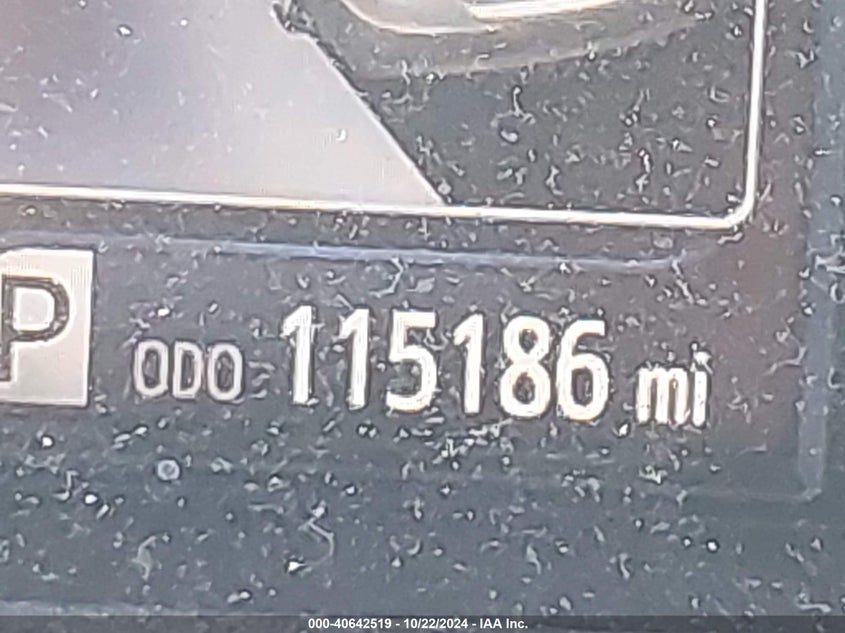 P ODO 115186 mi
000-40642519 - 10/22/2024 - IAA Inc.